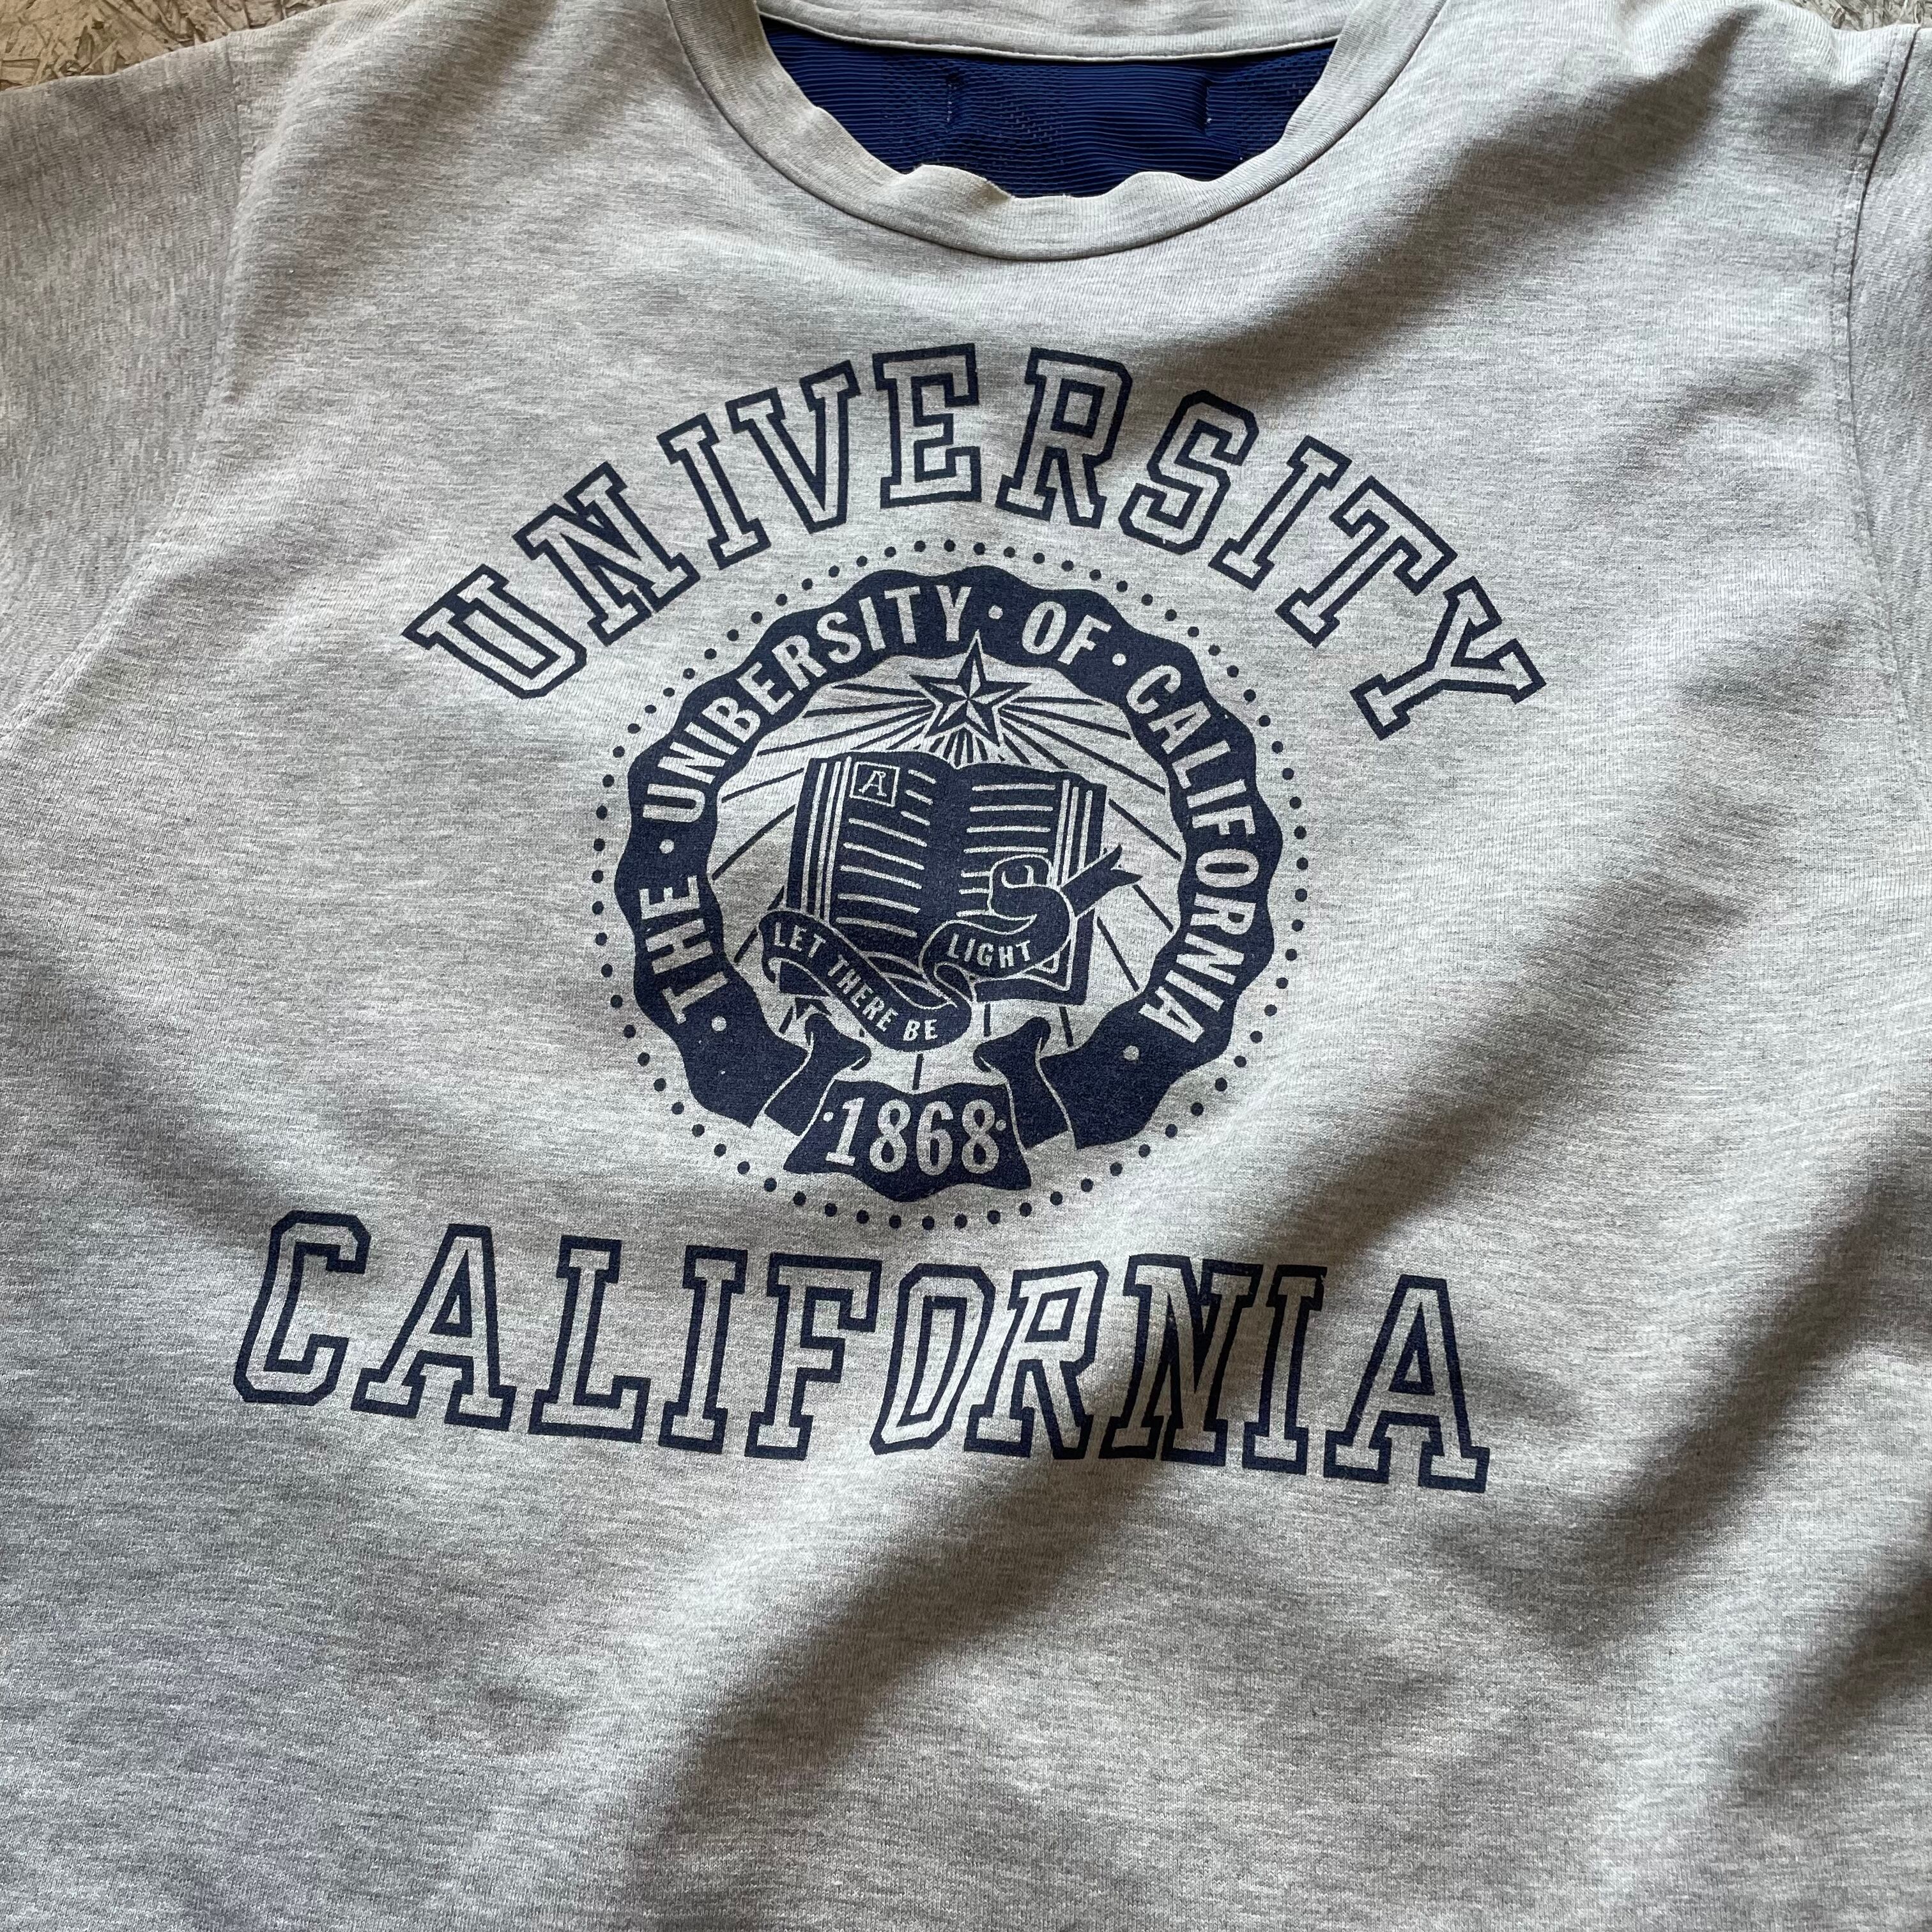 UNIVERSITY
· THE · UNIBERSITY · OF · CALIFORNIA ·
A
LET THERE BE LIGHT
·1868·
CALIFORNIA